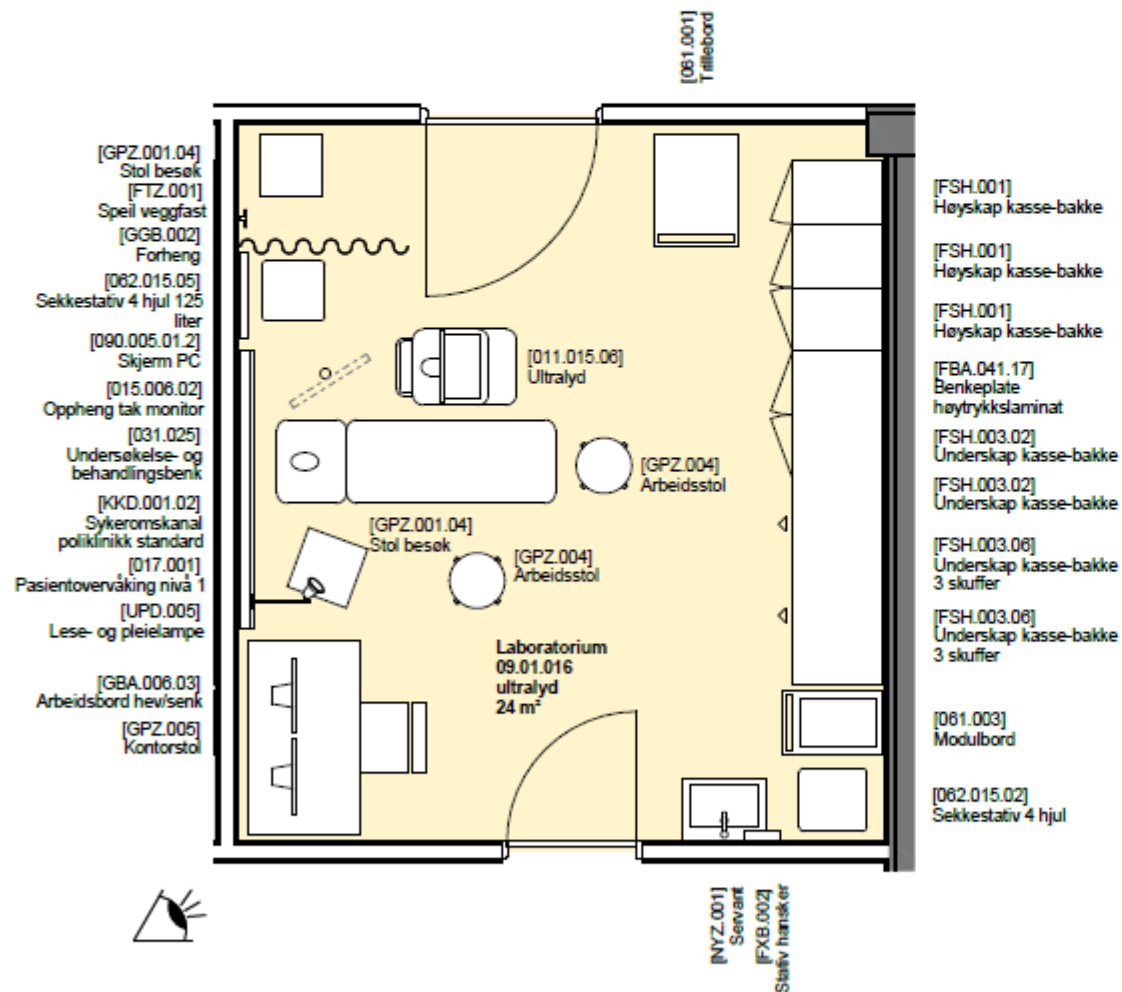 [061.001]
Trillebord
[GPZ.001.04]
Stol besøk
[FTZ.001]
Speil veggfast
[GGB.002]
Forheng
[062.015.05]
Sekkestativ 4 hjul 125
liter
[090.005.01.2]
Skjerm PC
[015.006.02]
Oppheng tak monitor
[031.025]
Undersøkelse- og
behandlingsbenk
[KKD.001.02]
Sykeromskanal
poliklinikk standard
[017.001]
Pasientovervåking nivå 1
[UPD.005]
Lese- og pleielampe
[GBA.006.03]
Arbeidsbord hev/senk
[GPZ.005]
Kontorstol
[011.015.06]
Ultralyd
[GPZ.004]
Arbeidsstol
[GPZ.001.04]
Stol besøk
[GPZ.004]
Arbeidsstol
Laboratorium
09.01.016
ultralyd
24 m²
[FSH.001]
Høyskap kasse-bakke
[FSH.001]
Høyskap kasse-bakke
[FSH.001]
Høyskap kasse-bakke
[FBA.041.17]
Benkeplate
høytrykkslaminat
[FSH.003.02]
Underskap kasse-bakke
[FSH.003.02]
Underskap kasse-bakke
[FSH.003.06]
Underskap kasse-bakke
3 skuffer
[FSH.003.06]
Underskap kasse-bakke
3 skuffer
[061.003]
Modulbord
[062.015.02]
Sekkestativ 4 hjul
[NYZ.001]
Servant
[FXB.002]
Stativ hansker